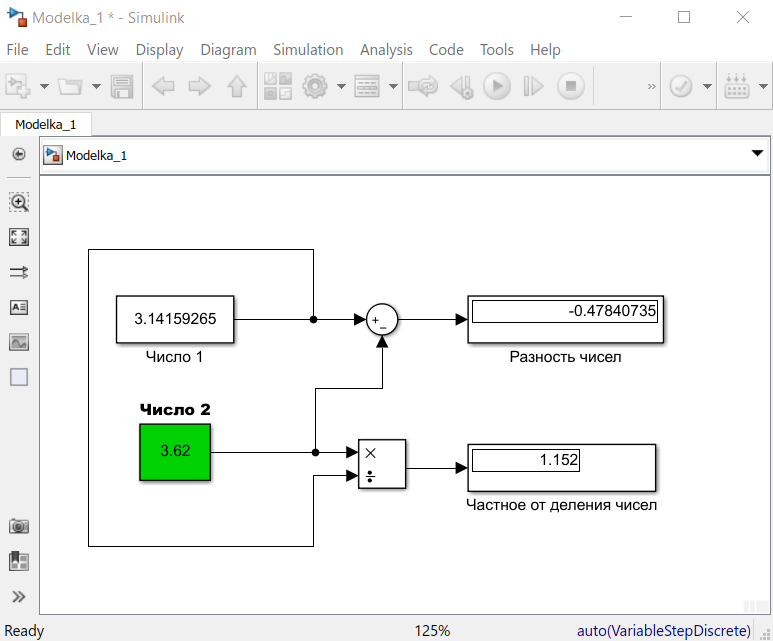 Modelka_1 * - Simulink
File Edit View Display Diagram Simulation Analysis Code Tools Help
»
Modelka_1
Modelka_1
3.14159265
Число 1
+
−
-0.47840735
Разность чисел
Число 2
3.62
×
÷
1.152
Частное от деления чисел
Ready 125% auto(VariableStepDiscrete)